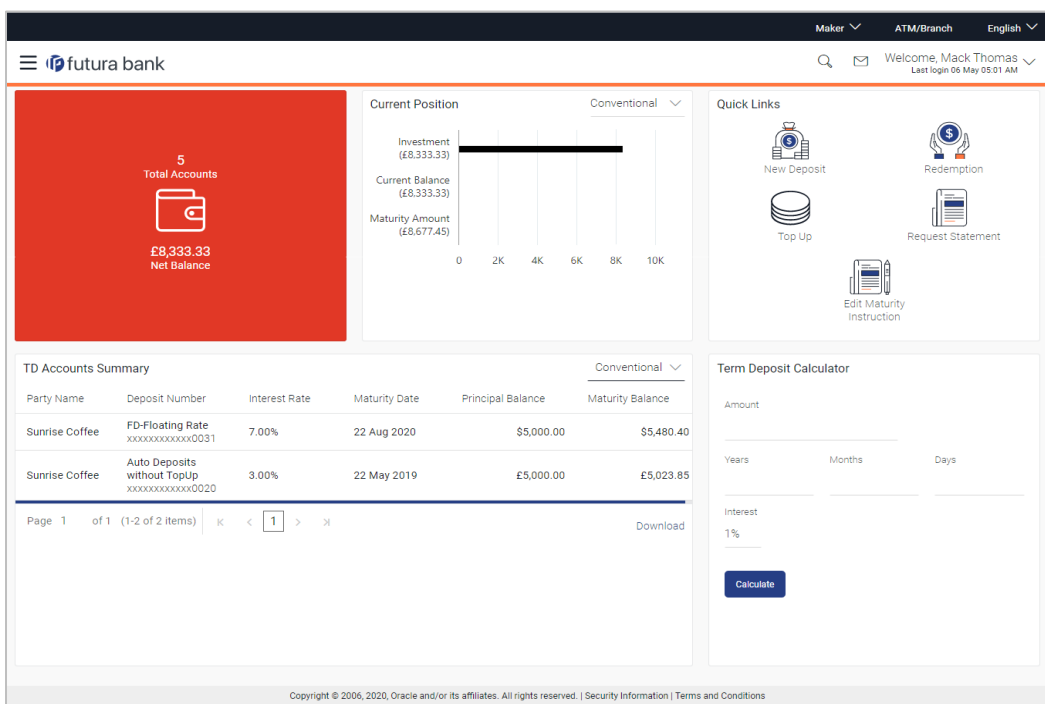 Maker ATM/Branch English
futura bank Welcome, Mack Thomas
Last login 06 May 05:01 AM
5
Total Accounts
£8,333.33
Net Balance
Current Position Conventional
Investment
(£8,333.33)
Current Balance
(£8,333.33)
Maturity Amount
(£8,677.45)
0 2K 4K 6K 8K 10K
Quick Links
New Deposit Redemption
Top Up Request Statement
Edit Maturity
Instruction
TD Accounts Summary Conventional
Party Name Deposit Number Interest Rate Maturity Date Principal Balance Maturity Balance
Sunrise Coffee FD-Floating Rate 7.00% 22 Aug 2020 $5,000.00 $5,480.40
xxxxxxxxxxxx0031
Auto Deposits
Sunrise Coffee without TopUp 3.00% 22 May 2019 £5,000.00 £5,023.85
xxxxxxxxxxxx0020
Page 1 of 1 (1-2 of 2 items) 1
Download
Term Deposit Calculator
Amount
Years Months Days
Interest
1%
Calculate
Copyright © 2006, 2020, Oracle and/or its affiliates. All rights reserved. | Security Information | Terms and Conditions